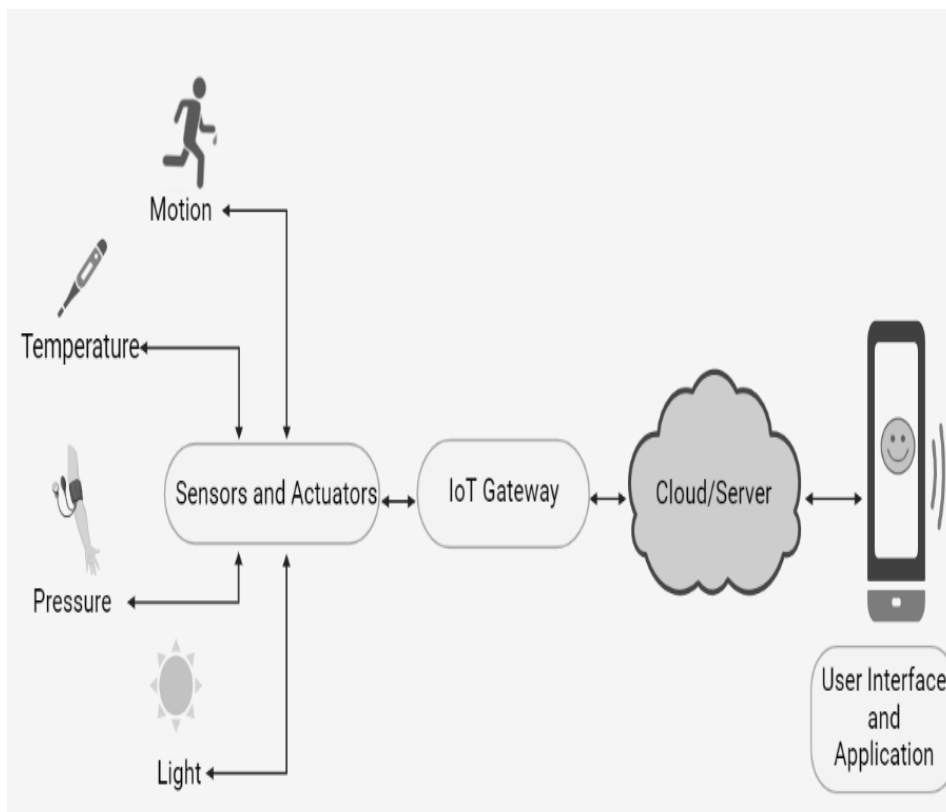 Motion
Temperature
Sensors and Actuators
IoT Gateway
Cloud/Server
Pressure
Light
User Interface
and
Application